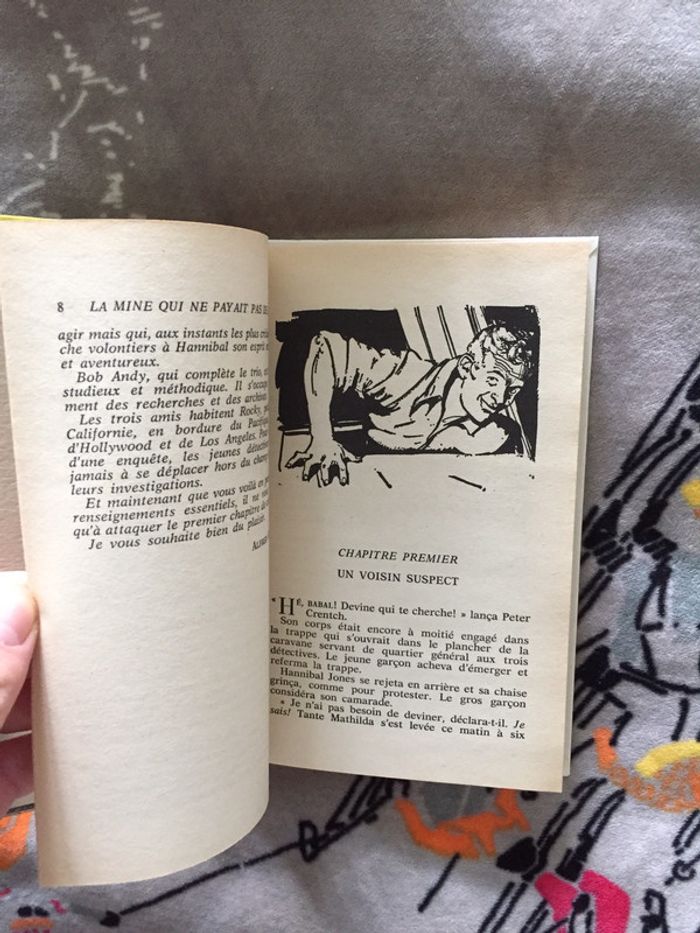 8 LA MINE QUI NE PAYAIT PAS DE
agir mais qui, aux instants les plus
che volontiers à Hannibal son esprit
et aventureux.
Bob Andy, qui complète le trio,
studieux et méthodique. Il s'occupe
ment des recherches et des archives
Les trois amis habitent Rocky,
Californie, en bordure du Pacifique
d'Hollywood et de Los Angeles.
d'une enquête, les jeunes détectives
jamais à se déplacer hors du
leurs investigations.
Et maintenant que vous voilà en
renseignements essentiels, il ne
qu'à attaquer le premier chapitre de
Je vous souhaite bien du plaisir.
CHAPITRE PREMIER
UN VOISIN SUSPECT
« HÉ, BABAL! Devine qui te cherche! » lança Peter
Crentch.
Son corps était encore à moitié engagé dans
la trappe qui s'ouvrait dans le plancher de la
caravane servant de quartier général aux trois
détectives. Le jeune garçon acheva d'émerger et
referma la trappe.
Hannibal Jones se rejeta en arrière et sa chaise
grinça, comme pour protester. Le gros garçon
considéra son camarade.
« Je n'ai pas besoin de deviner, déclara-t-il. Je
sais! Tante Mathilda s'est levée ce matin à six